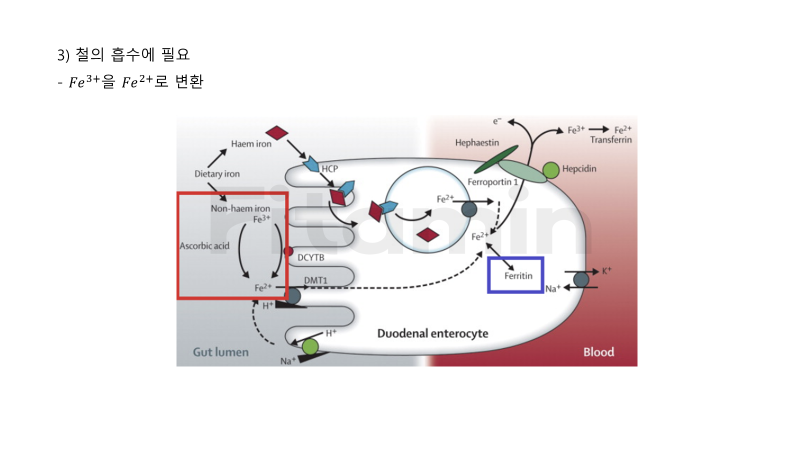 3) 철의 흡수에 필요
- Fe³⁺을 Fe²⁺로 변환
Fitamin
e⁻
Fe³⁺ Fe²⁺
Transferrin
Hephaestin
Haem iron
HCP
Hepcidin
Dietary iron
Ferroportin 1
Fe²⁺
Non-haem iron
Fe³⁺
Fe²⁺
Ascorbic acid
DCYTB
Ferritin
K⁺
DMT1
Fe²⁺
Na⁺
H⁺
H⁺
Duodenal enterocyte
Gut lumen
Blood
Na⁺